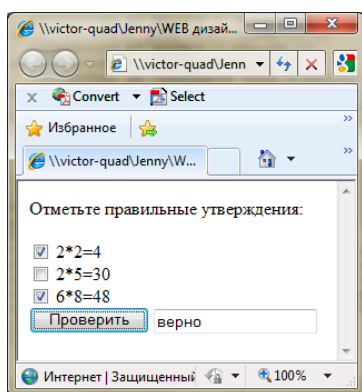 \\victor-quad\Jenny\WEB дизай...
\\victor-quad\Jenn
x Convert Select
Избранное
\\victor-quad\Jenny\W...
Отметьте правильные утверждения:
2*2=4
2*5=30
6*8=48
Проверить верно
Интернет | Защищенный 100%